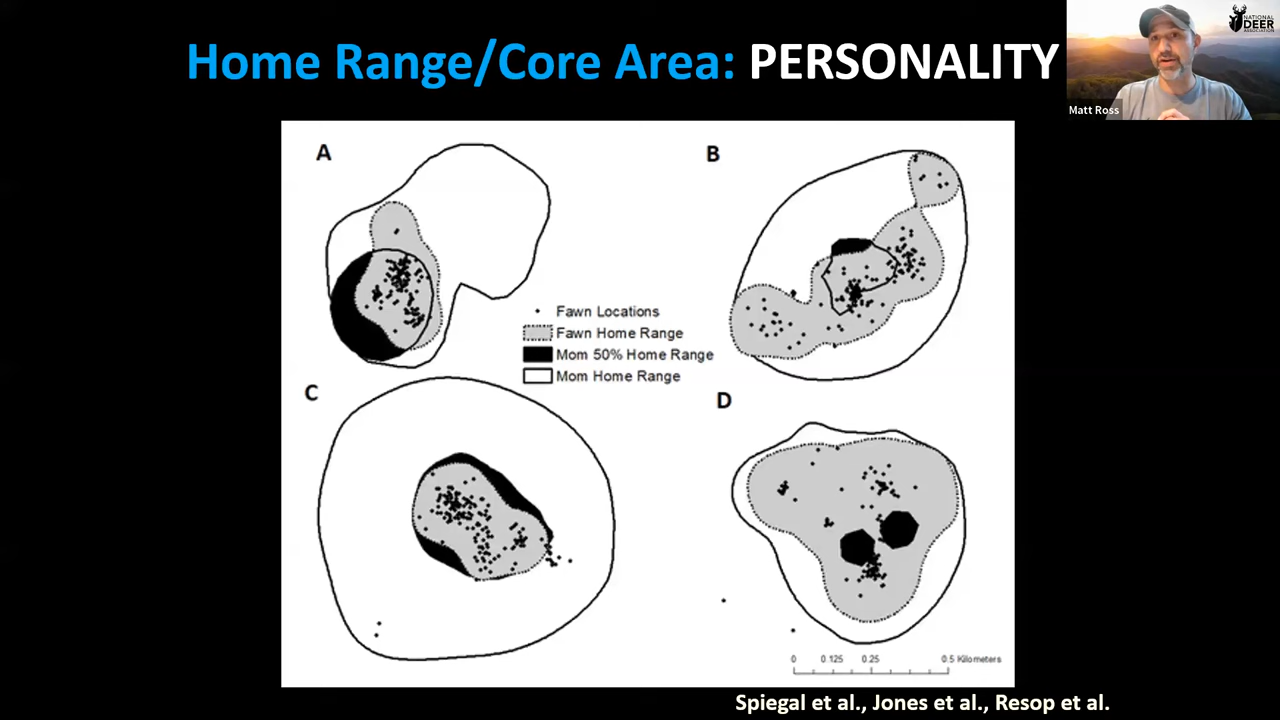 Home Range/Core Area: PERSONALITY
NATIONAL
DEER
ASSOCIATION
Matt Ross
A
B
Fawn Locations
Fawn Home Range
Mom 50% Home Range
Mom Home Range
C
D
0 0.125 0.25 0.5 Kilometers
Spiegal et al., Jones et al., Resop et al.